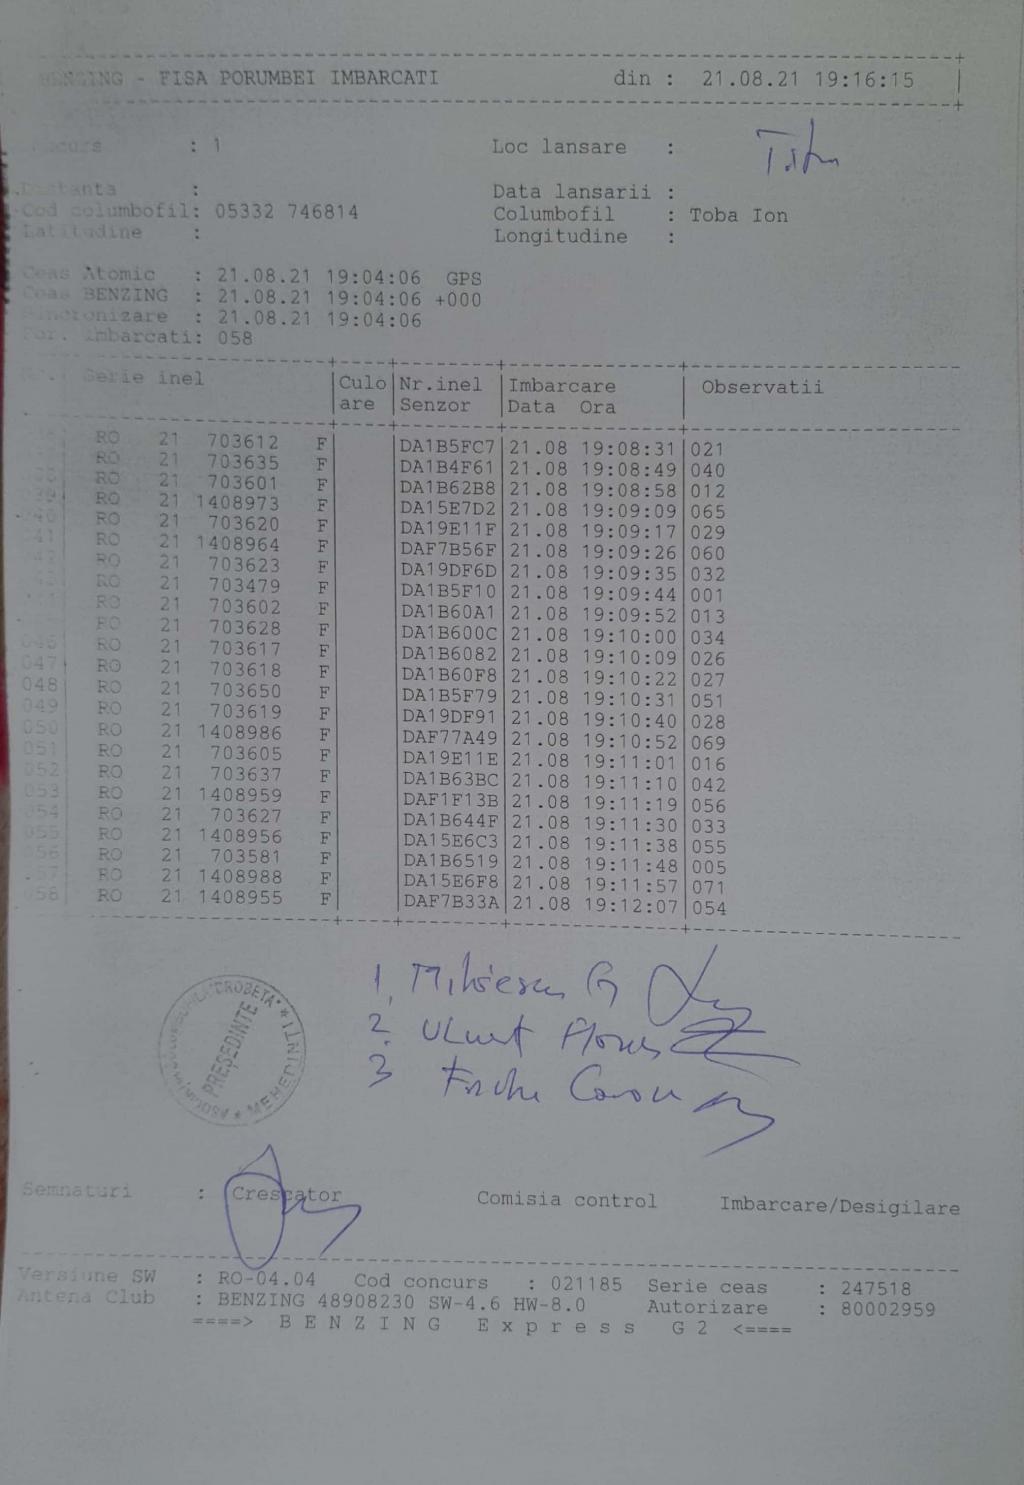 BENZING - FISA PORUMBEI IMBARCATI din : 21.08.21 19:16:15
: 1 Loc lansare :
Distanta : Data lansarii :
Cod columbofil: 05332 746814 Columbofil : Toba Ion
Latitudine : Longitudine :
Ceas Atomic : 21.08.21 19:04:06 GPS
Ceas BENZING : 21.08.21 19:04:06 +000
Sincronizare : 21.08.21 19:04:06
Por. imbarcati: 058
Serie inel Culo Nr.inel Imbarcare Observatii
are Senzor Data Ora
RO 21 703612 F DA1B5FC7 21.08 19:08:31 021
RO 21 703635 F DA1B4F61 21.08 19:08:49 040
RO 21 703601 F DA1B62B8 21.08 19:08:58 012
RO 21 1408973 F DA15E7D2 21.08 19:09:09 065
RO 21 703620 F DA19E11F 21.08 19:09:17 029
RO 21 1408964 F DAF7B56F 21.08 19:09:26 060
RO 21 703623 F DA19DF6D 21.08 19:09:35 032
RO 21 703479 F DA1B5F10 21.08 19:09:44 001
RO 21 703602 F DA1B60A1 21.08 19:09:52 013
RO 21 703628 F DA1B600C 21.08 19:10:00 034
046 RO 21 703617 F DA1B6082 21.08 19:10:09 026
047 RO 21 703618 F DA1B60F8 21.08 19:10:22 027
048 RO 21 703650 F DA1B5F79 21.08 19:10:31 051
049 RO 21 703619 F DA19DF91 21.08 19:10:40 028
050 RO 21 1408986 F DAF77A49 21.08 19:10:52 069
051 RO 21 703605 F DA19E11E 21.08 19:11:01 016
052 RO 21 703637 F DA1B63BC 21.08 19:11:10 042
053 RO 21 1408959 F DAF1F13B 21.08 19:11:19 056
054 RO 21 703627 F DA1B644F 21.08 19:11:30 033
055 RO 21 1408956 F DA15E6C3 21.08 19:11:38 055
056 RO 21 703581 F DA1B6519 21.08 19:11:48 005
057 RO 21 1408988 F DA15E6F8 21.08 19:11:57 071
058 RO 21 1408955 F DAF7B33A 21.08 19:12:07 054
1,
2
3
"DROBETA" * MEHEDINTI *
PREȘEDINTE
Semnaturi : Crescator Comisia control Imbarcare/Desigilare
Versiune SW : RO-04.04 Cod concurs : 021185 Serie ceas : 247518
Antena Club : BENZING 48908230 SW-4.6 HW-8.0 Autorizare : 80002959
====> B E N Z I N G E x p r e s s G 2 <====